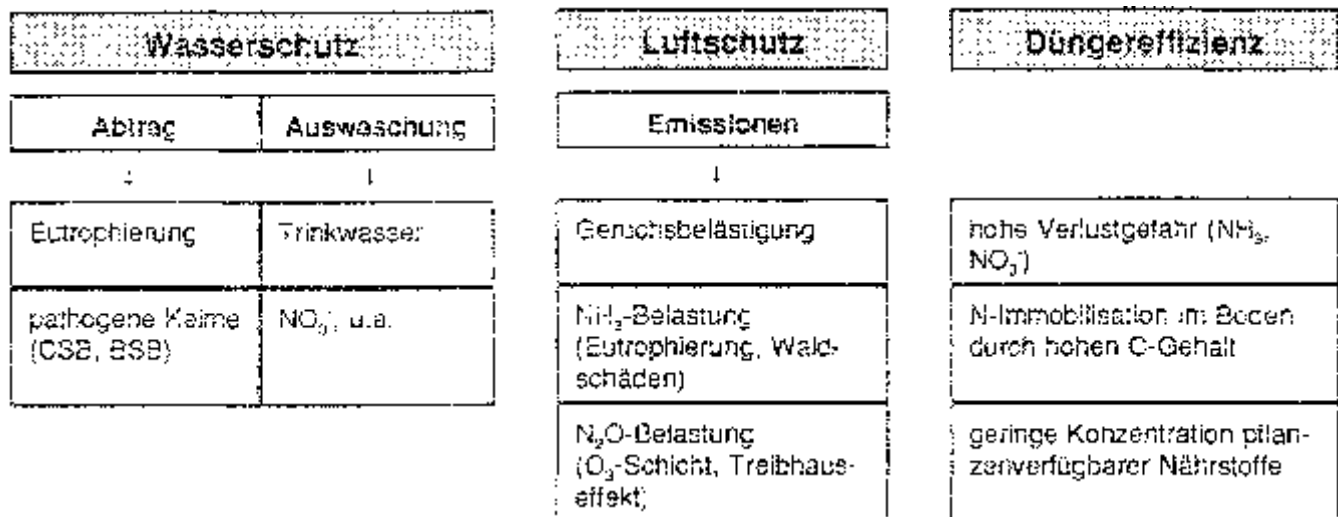 Wasserschutz
Abtrag
Auswaschung
↓
↓
Eutrophierung
Trinkwasser
pathogene Keime
(CSB, BSB)
NO₃⁻, u.a.
Luftschutz
Emissionen
↓
Geruchsbelästigung
NH₃-Belastung
(Eutrophierung, Wald-
schäden)
N₂O-Belastung
(O₃-Schicht, Treibhaus-
effekt)
Düngereffizienz
hohe Verlustgefahr (NH₃,
NO₃⁻)
N-Immobilisation im Boden
durch hohen C-Gehalt
geringe Konzentration pflan-
zenverfügbarer Nährstoffe